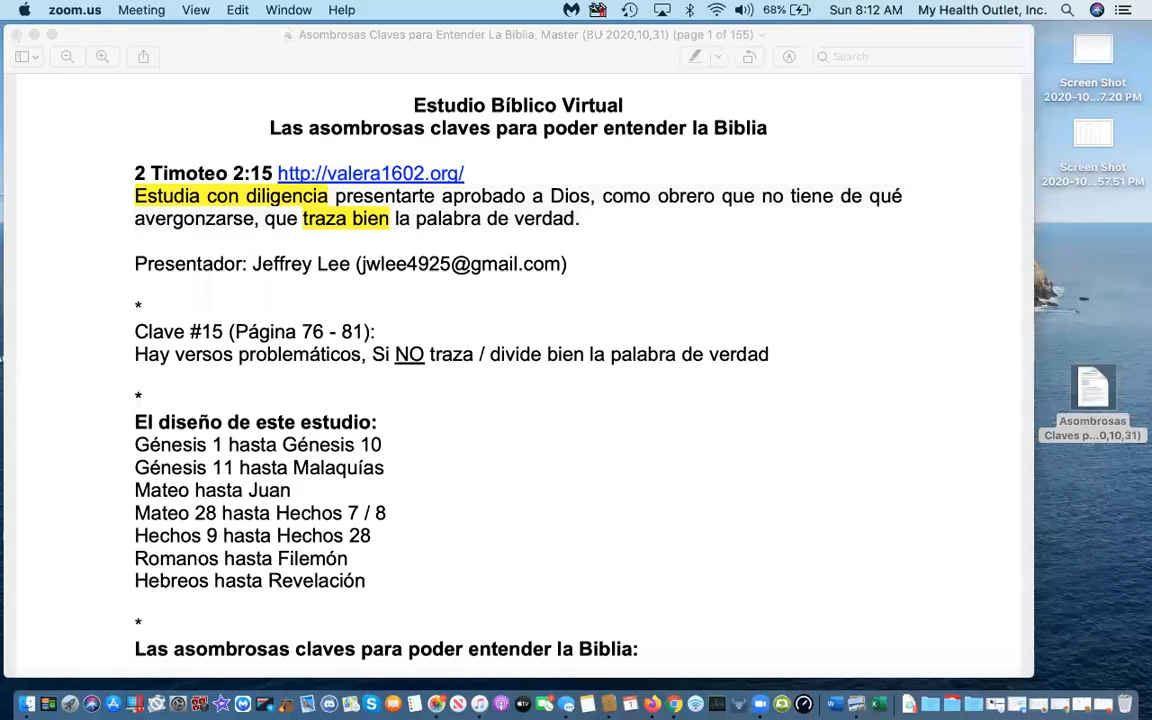 zoom.us Meeting View Edit Window Help 68% Sun 8:12 AM My Health Outlet, Inc.
Asombrosas Claves para Entender La Biblia, Master (BU 2020,10,31) (page 1 of 155)
Search
Estudio Bíblico Virtual
Las asombrosas claves para poder entender la Biblia
2 Timoteo 2:15 http://valera1602.org/
Estudia con diligencia presentarte aprobado a Dios, como obrero que no tiene de qué
avergonzarse, que traza bien la palabra de verdad.
Presentador: Jeffrey Lee (jwlee4925@gmail.com)
*
Clave #15 (Página 76 - 81):
Hay versos problemáticos, Si NO traza / divide bien la palabra de verdad
*
El diseño de este estudio:
Génesis 1 hasta Génesis 10
Génesis 11 hasta Malaquías
Mateo hasta Juan
Mateo 28 hasta Hechos 7 / 8
Hechos 9 hasta Hechos 28
Romanos hasta Filemón
Hebreos hasta Revelación
*
Las asombrosas claves para poder entender la Biblia:
Screen Shot
2020-10...7.20 PM
Screen Shot
2020-10...57.51 PM
Asombrosas
Claves p...0,10,31)